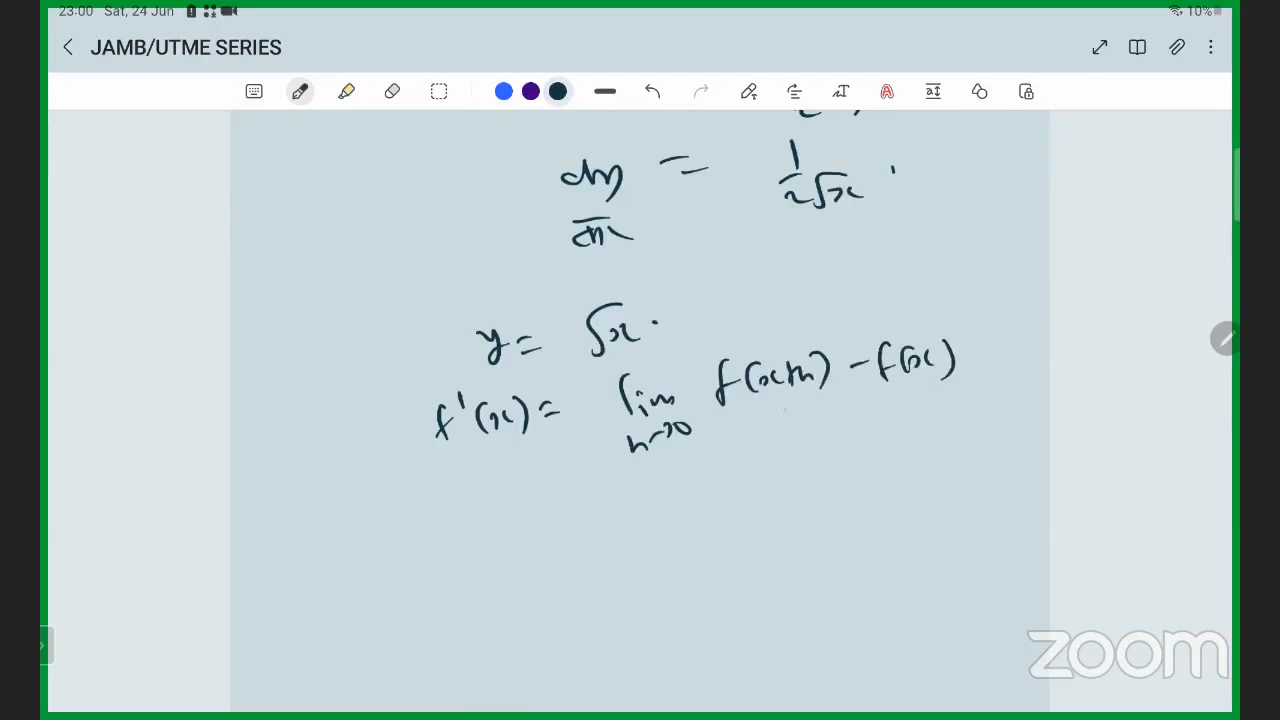 23:00 Sat, 24 Jun
10%
JAMB/UTME SERIES
dy/dx = 1/2√x .
y = √x .
f'(x) = lim h→0 f(x+h) - f(x)
zoom